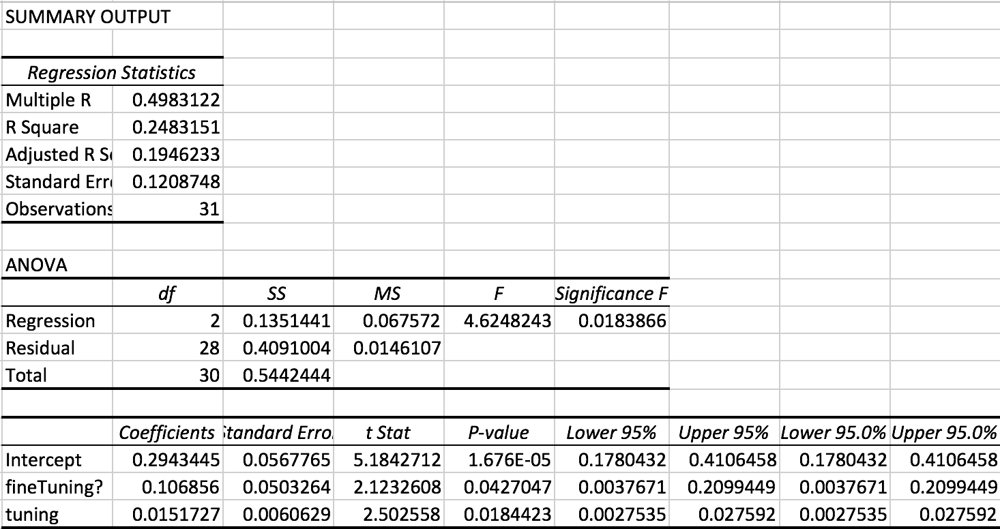 SUMMARY OUTPUT
Regression Statistics
Multiple R 0.4983122
R Square 0.2483151
Adjusted R S 0.1946233
Standard Erro 0.1208748
Observations 31
ANOVA
df SS MS F Significance F
Regression 2 0.1351441 0.067572 4.6248243 0.0183866
Residual 28 0.4091004 0.0146107
Total 30 0.5442444
Coefficients Standard Erro t Stat P-value Lower 95% Upper 95% Lower 95.0% Upper 95.0%
Intercept 0.2943445 0.0567765 5.1842712 1.676E-05 0.1780432 0.4106458 0.1780432 0.4106458
fineTuning? 0.106856 0.0503264 2.1232608 0.0427047 0.0037671 0.2099449 0.0037671 0.2099449
tuning 0.0151727 0.0060629 2.502558 0.0184423 0.0027535 0.027592 0.0027535 0.027592